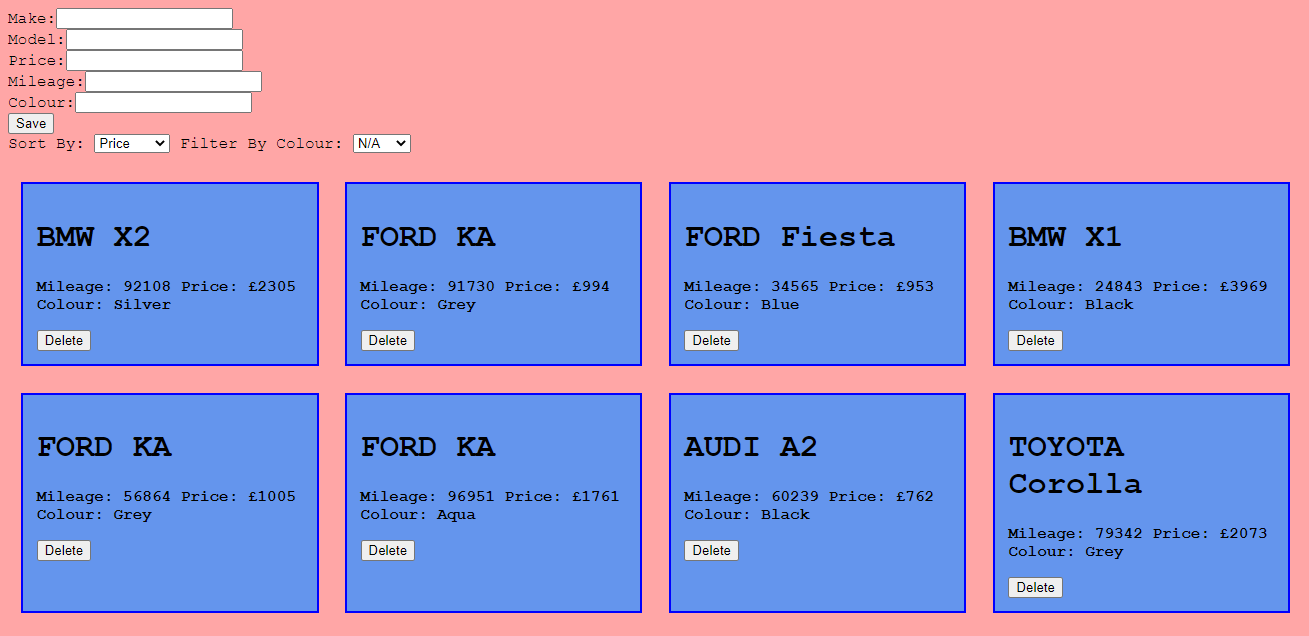 Make:
Model:
Price:
Mileage:
Colour:
Save
Sort By: Price Filter By Colour: N/A
BMW X2
Mileage: 92108 Price: £2305
Colour: Silver
Delete
FORD KA
Mileage: 91730 Price: £994
Colour: Grey
Delete
FORD Fiesta
Mileage: 34565 Price: £953
Colour: Blue
Delete
BMW X1
Mileage: 24843 Price: £3969
Colour: Black
Delete
FORD KA
Mileage: 56864 Price: £1005
Colour: Grey
Delete
FORD KA
Mileage: 96951 Price: £1761
Colour: Aqua
Delete
AUDI A2
Mileage: 60239 Price: £762
Colour: Black
Delete
TOYOTA
Corolla
Mileage: 79342 Price: £2073
Colour: Grey
Delete